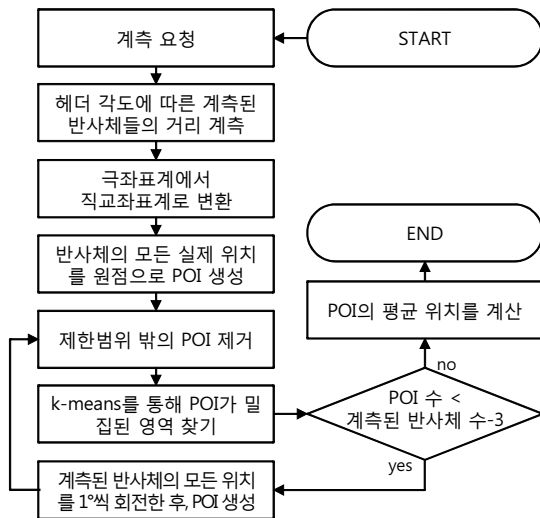 START
계측 요청
헤더 각도에 따른 계측된
반사체들의 거리 계측
극좌표계에서
직교좌표계로 변환
반사체의 모든 실제 위치
를 원점으로 POI 생성
제한범위 밖의 POI 제거
k-means를 통해 POI가 밀
집된 영역 찾기
POI 수 <
계측된 반사체 수-3
yes
계측된 반사체의 모든 위치
를 1°씩 회전한 후, POI 생성
no
POI의 평균 위치를 계산
END